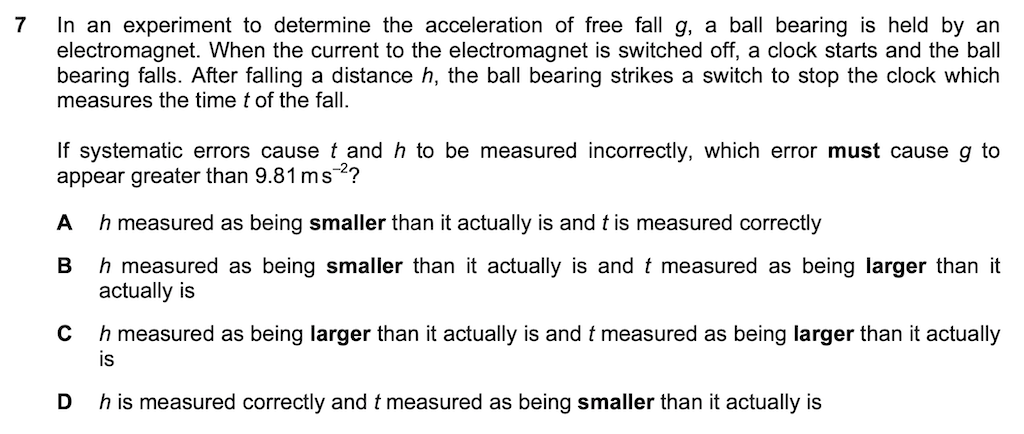 7 In an experiment to determine the acceleration of free fall g, a ball bearing is held by an
electromagnet. When the current to the electromagnet is switched off, a clock starts and the ball
bearing falls. After falling a distance h, the ball bearing strikes a switch to stop the clock which
measures the time t of the fall.
If systematic errors cause t and h to be measured incorrectly, which error must cause g to
appear greater than 9.81 m s⁻²?
A h measured as being smaller than it actually is and t is measured correctly
B h measured as being smaller than it actually is and t measured as being larger than it
actually is
C h measured as being larger than it actually is and t measured as being larger than it actually
is
D h is measured correctly and t measured as being smaller than it actually is